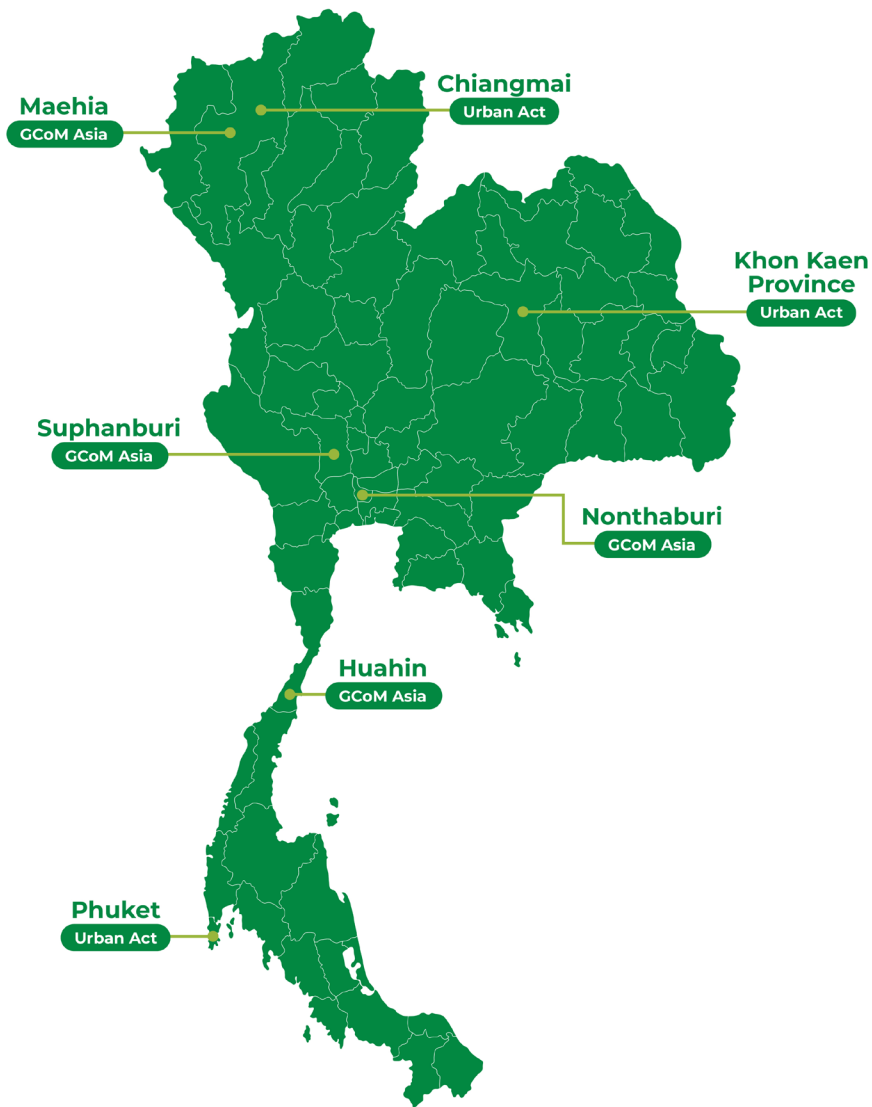 Chiangmai
Urban Act
Maehia
GCoM Asia
Khon Kaen
Province
Urban Act
Suphanburi
GCoM Asia
Nonthaburi
GCoM Asia
Huahin
GCoM Asia
Phuket
Urban Act